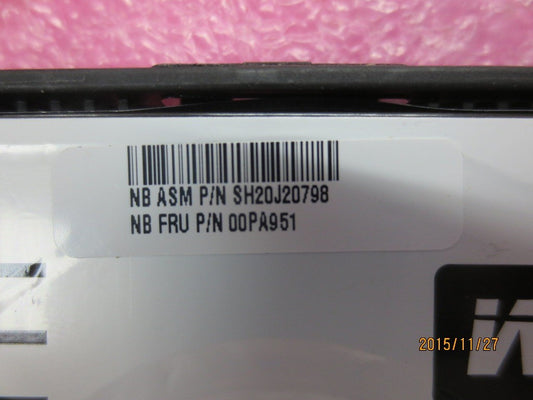 NB ASM P/N SH20J20798
NB FRU P/N 00PA951
2015/11/27